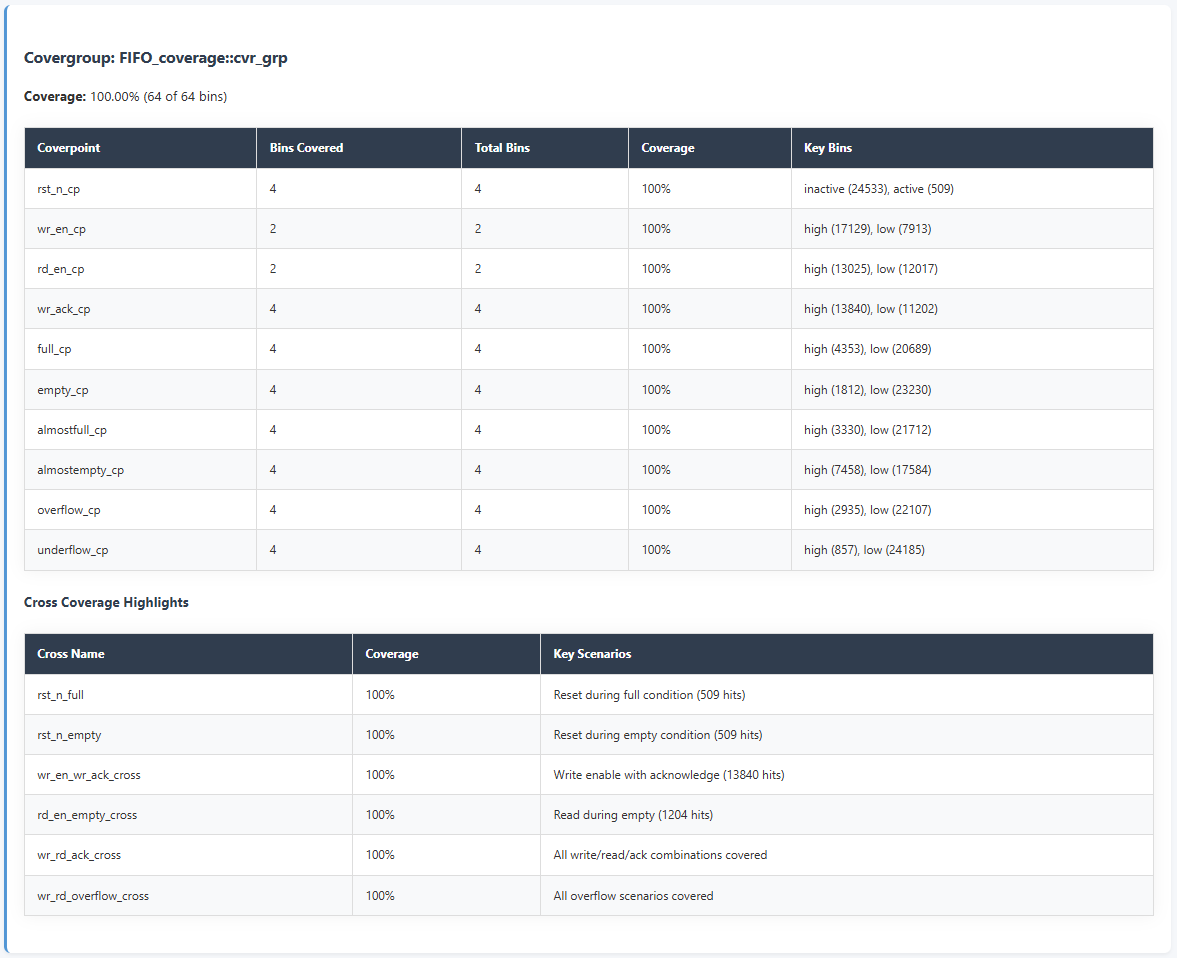 Covergroup: FIFO_coverage::cvr_grp
Coverage: 100.00% (64 of 64 bins)
Coverpoint Bins Covered Total Bins Coverage Key Bins
rst_n_cp 4 4 100% inactive (24533), active (509)
wr_en_cp 2 2 100% high (17129), low (7913)
rd_en_cp 2 2 100% high (13025), low (12017)
wr_ack_cp 4 4 100% high (13840), low (11202)
full_cp 4 4 100% high (4353), low (20689)
empty_cp 4 4 100% high (1812), low (23230)
almostfull_cp 4 4 100% high (3330), low (21712)
almostempty_cp 4 4 100% high (7458), low (17584)
overflow_cp 4 4 100% high (2935), low (22107)
underflow_cp 4 4 100% high (857), low (24185)
Cross Coverage Highlights
Cross Name Coverage Key Scenarios
rst_n_full 100% Reset during full condition (509 hits)
rst_n_empty 100% Reset during empty condition (509 hits)
wr_en_wr_ack_cross 100% Write enable with acknowledge (13840 hits)
rd_en_empty_cross 100% Read during empty (1204 hits)
wr_rd_ack_cross 100% All write/read/ack combinations covered
wr_rd_overflow_cross 100% All overflow scenarios covered